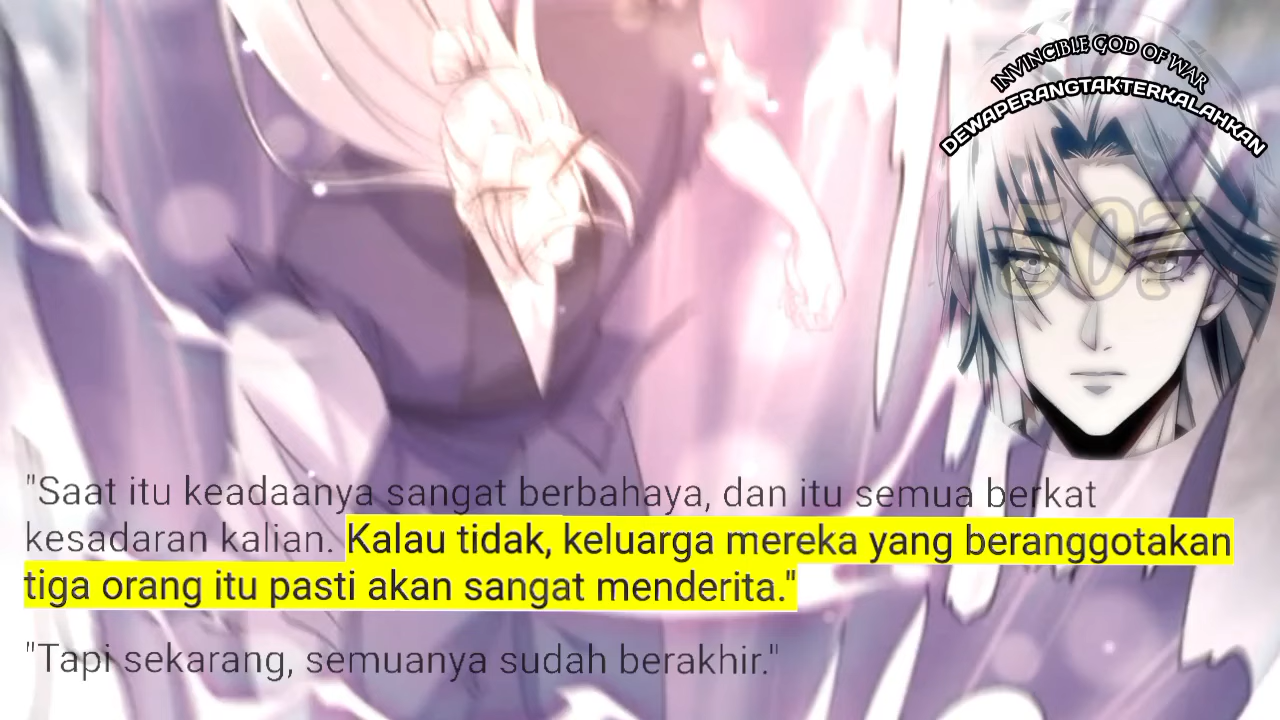 INVINCIBLE GOD OF WAR
DEWAPERANGTAKTERKALAHKAN
507
"Saat itu keadaanya sangat berbahaya, dan itu semua berkat
kesadaran kalian. Kalau tidak, keluarga mereka yang beranggotakan
tiga orang itu pasti akan sangat menderita."
"Tapi sekarang, semuanya sudah berakhir."